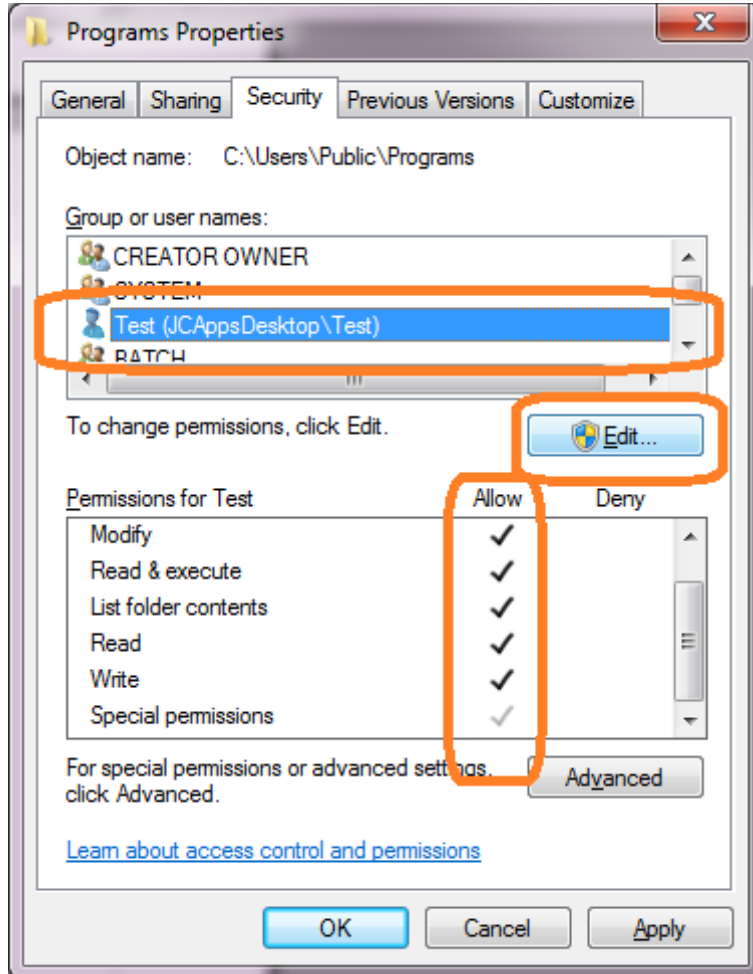 Programs Properties
General Sharing Security Previous Versions Customize
Object name: C:\Users\Public\Programs
Group or user names:
CREATOR OWNER
SYSTEM
Test (JCAppsDesktop\Test)
BATCH
To change permissions, click Edit.
Edit...
Permissions for Test Allow Deny
Modify
Read & execute
List folder contents
Read
Write
Special permissions
For special permissions or advanced settings,
click Advanced.
Advanced
Learn about access control and permissions
OK Cancel Apply